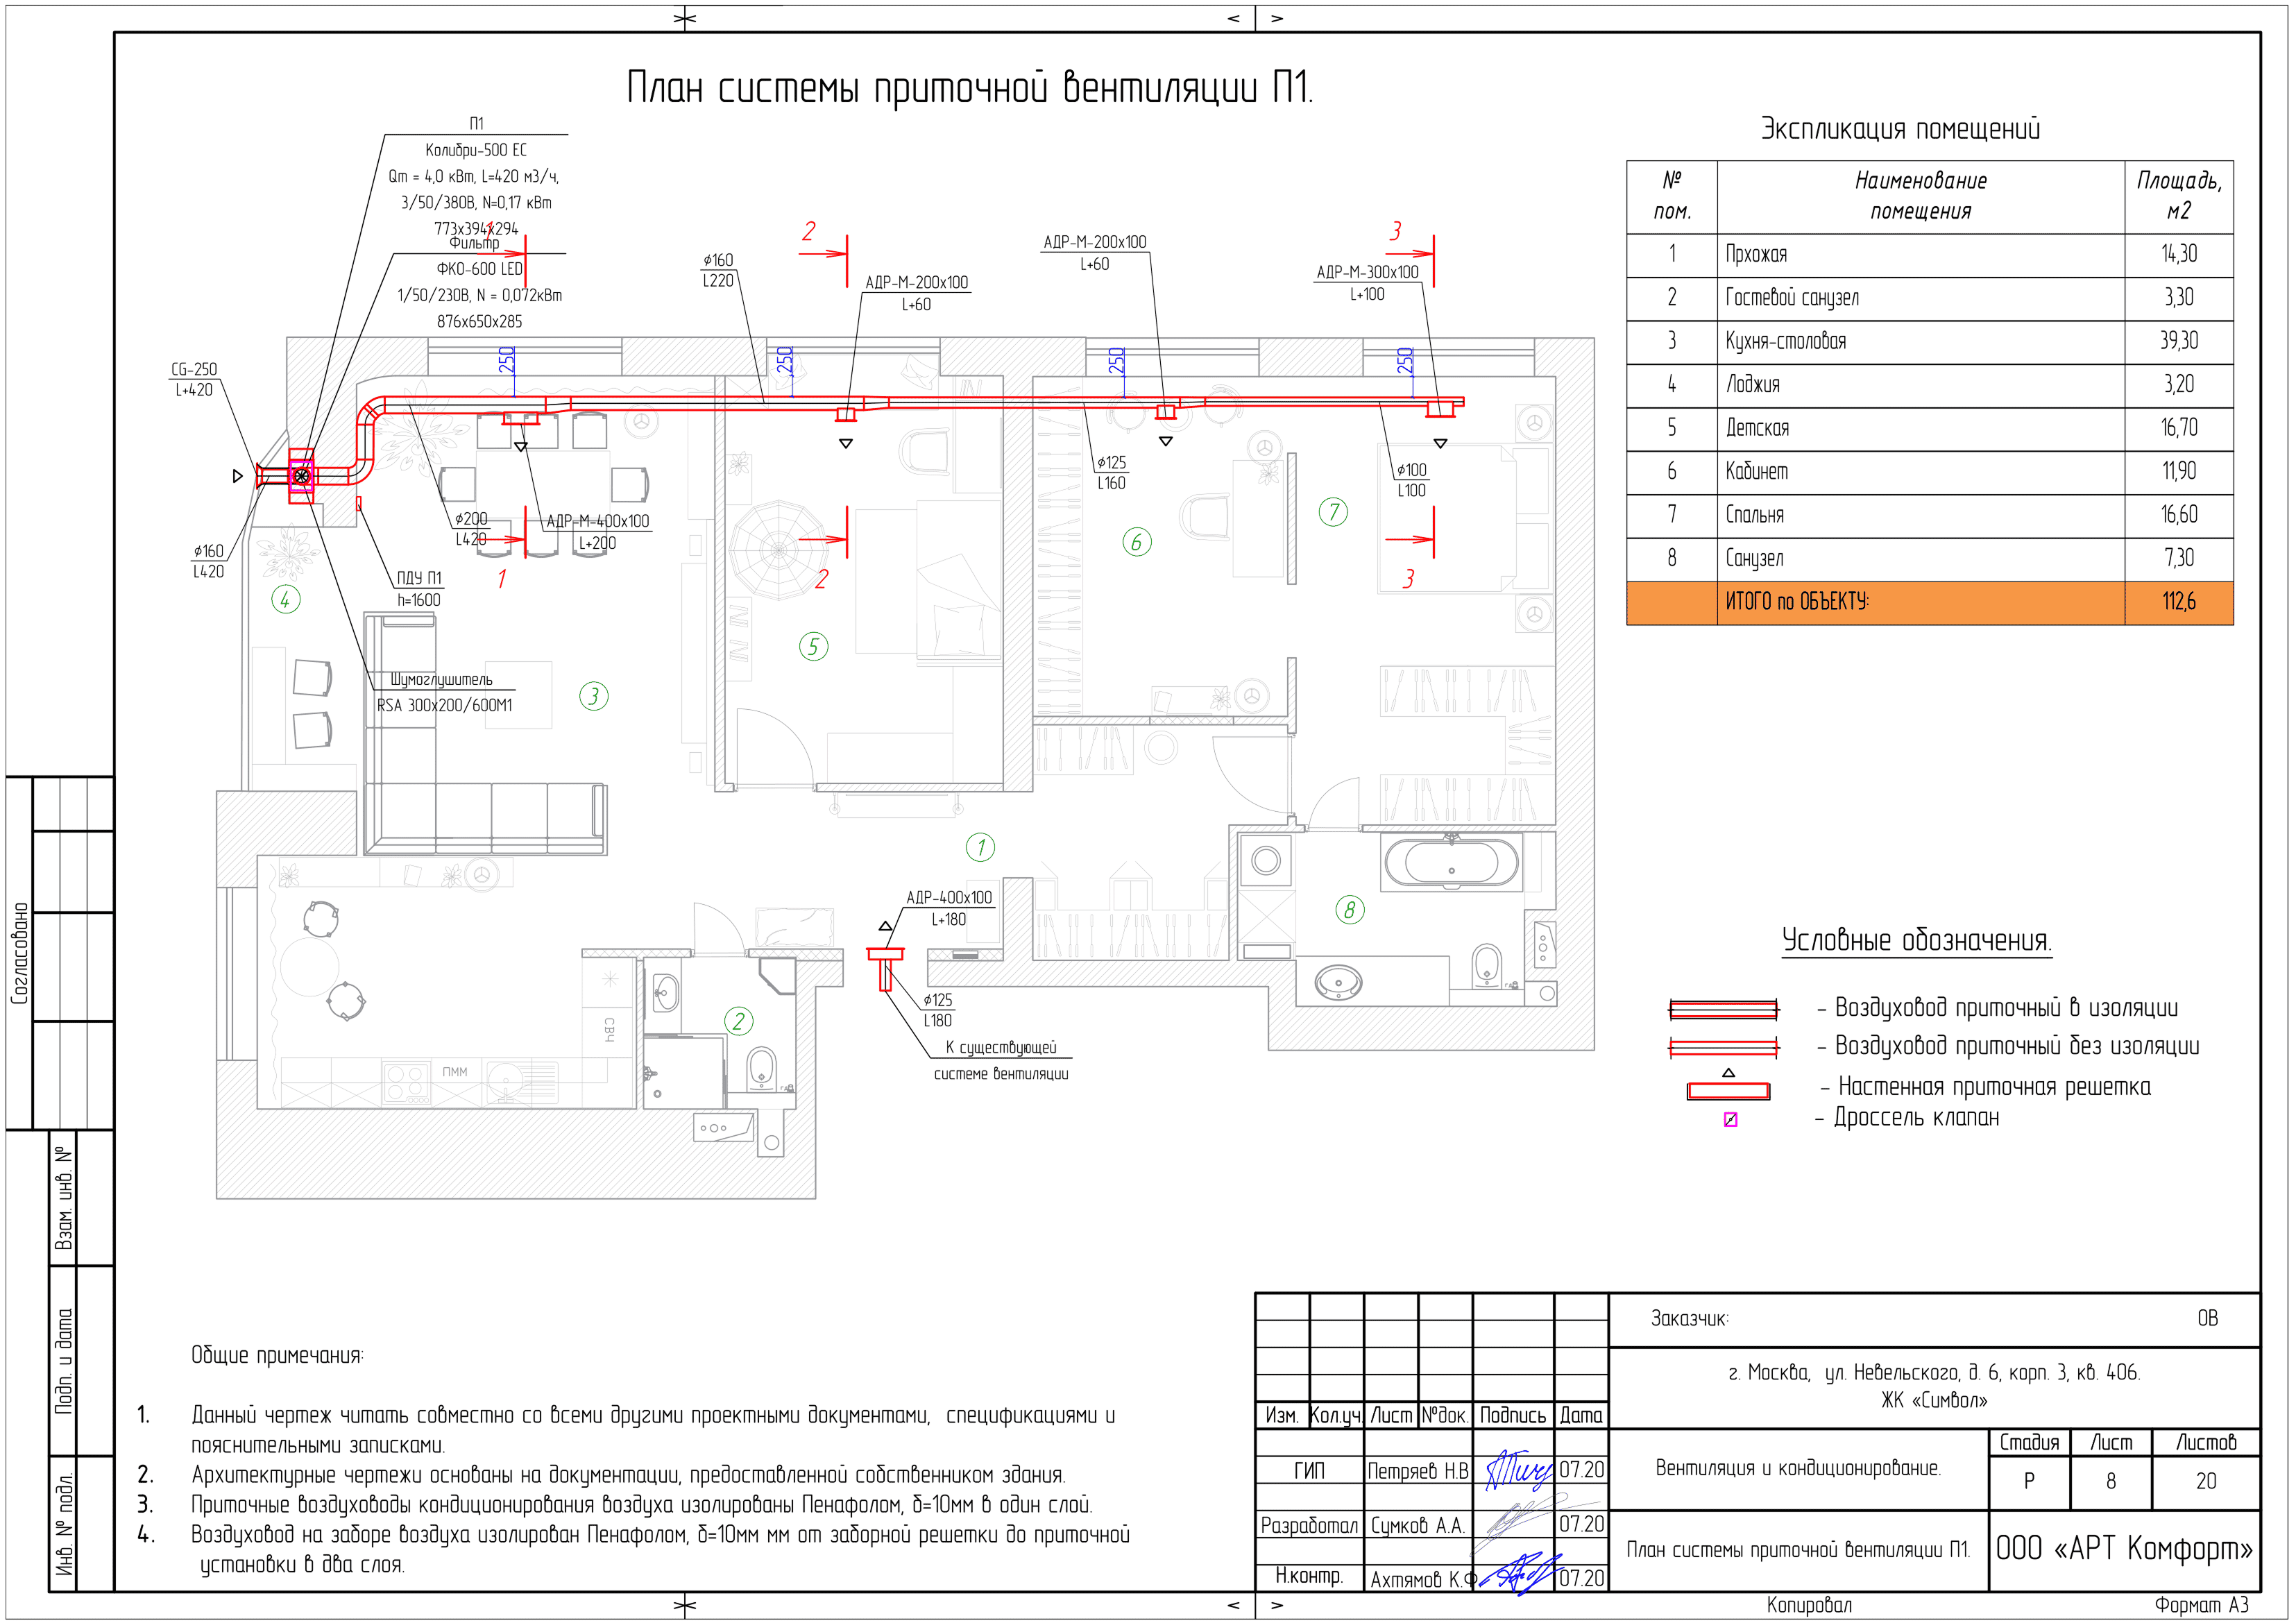 План системы приточной вентиляции П1.
П1
Колибри-500 ЕС
Qт = 4,0 кВт, L=420 м3/ч,
3/50/380В, N=0,17 кВт
773х394х294
Фильтр
ФКО-600 LED
1/50/230В, N = 0,072кВт
876х650х285
1
2
3
CG-250
L+420
ϕ160
L220
АДР-М-200х100
L+60
АДР-М-200х100
L+60
АДР-М-300х100
L+100
250
250
250
250
ϕ160
L420
ϕ200
L420
АДР-М-400х100
L+200
ϕ125
L160
ϕ100
L100
ПДУ П1
h=1600
1
2
3
4
3
5
6
7
Шумоглушитель
RSA 300х200/600М1
1
8
2
АДР-400х100
L+180
ϕ125
L180
К существующей
системе вентиляции
СВЧ
ПММ
Экспликация помещений
№ пом. Наименование помещения Площадь, м2
1 Прхожая 14,30
2 Гостевой санузел 3,30
3 Кухня-столовая 39,30
4 Лоджия 3,20
5 Детская 16,70
6 Кабинет 11,90
7 Спальня 16,60
8 Санузел 7,30
ИТОГО по ОБЪЕКТУ: 112,6
Условные обозначения.
- Воздуховод приточный в изоляции
- Воздуховод приточный без изоляции
- Настенная приточная решетка
- Дроссель клапан
Общие примечания:
1. Данный чертеж читать совместно со всеми другими проектными документами, спецификациями и
пояснительными записками.
2. Архитектурные чертежи основаны на документации, предоставленной собственником здания.
3. Приточные воздуховоды кондиционирования воздуха изолированы Пенафолом, δ=10мм в один слой.
4. Воздуховод на заборе воздуха изолирован Пенафолом, δ=10мм мм от заборной решетки до приточной
установки в два слоя.
Согласовано
Взам. инв. №
Подп. и дата
Инв. № подл.
Заказчик: ОВ
г. Москва, ул. Невельского, д. 6, корп. 3, кв. 406.
ЖК «Символ»
Изм. Кол.уч. Лист №док. Подпись Дата
ГИП Петряев Н.В 07.20
Разработал Сумков А.А. 07.20
Н.контр. Ахтямов К.Ф 07.20
Вентиляция и кондиционирование.
Стадия Лист Листов
Р 8 20
План системы приточной вентиляции П1.
ООО «АРТ Комфорт»
Копировал
Формат А3